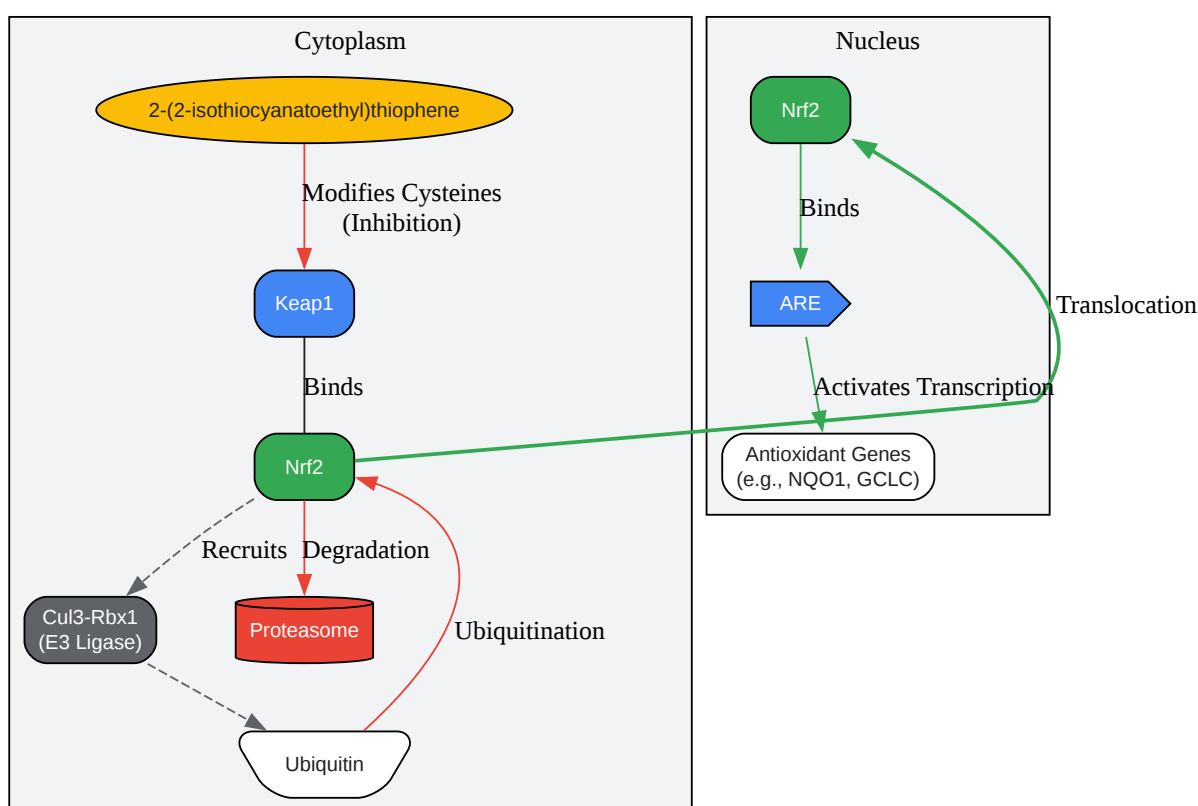 Cytoplasm
2-(2-isothiocyanatoethyl)thiophene
Modifies Cysteines
(Inhibition)
Keap1
Binds
Nrf2
Recruits
Degradation
Cul3-Rbx1
(E3 Ligase)
Proteasome
Ubiquitination
Ubiquitin
Nucleus
Nrf2
Binds
ARE
Translocation
Activates Transcription
Antioxidant Genes
(e.g., NQO1, GCLC)